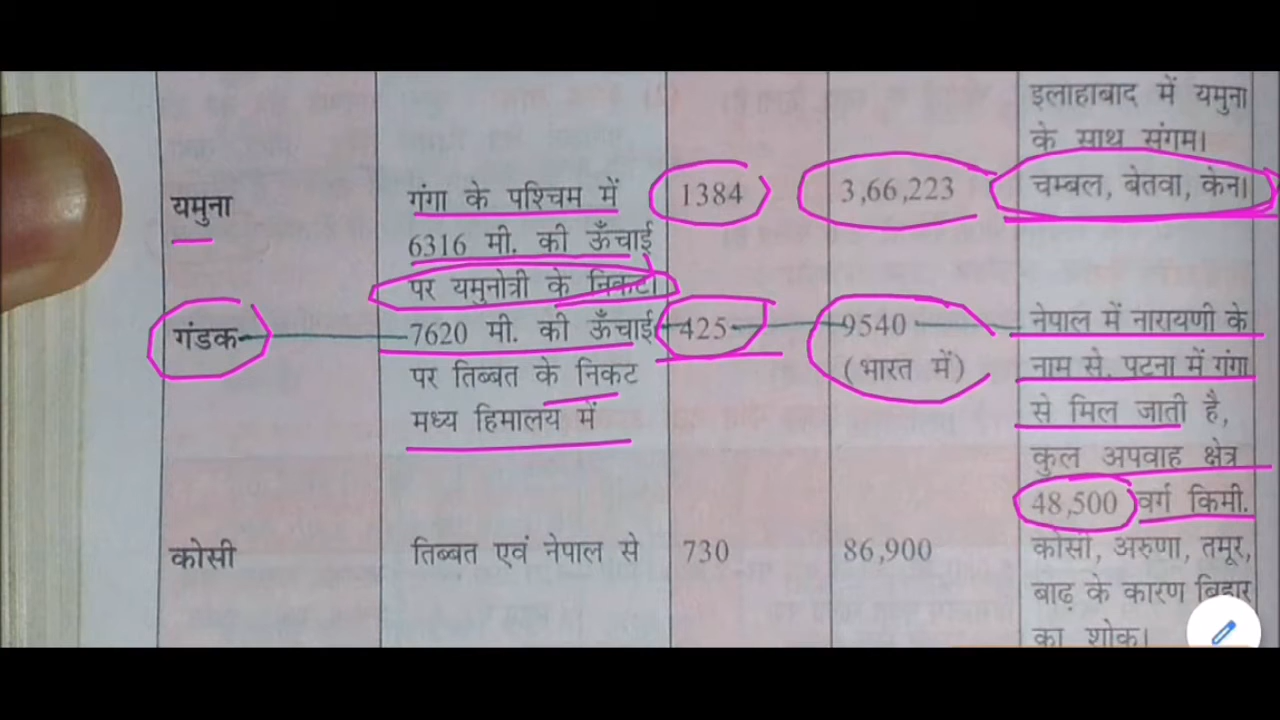 इलाहाबाद में यमुना
के साथ संगम।
यमुना
गंगा के पश्चिम में
6316 मी. की ऊँचाई
पर यमुनोत्री के निकट।
1384
3,66,223
चम्बल, बेतवा, केन।
गंडक
7620 मी. की ऊँचाई
पर तिब्बत के निकट
मध्य हिमालय में
425
9540
(भारत में)
नेपाल में नारायणी के
नाम से, पटना में गंगा
से मिल जाती है,
कुल अपवाह क्षेत्र
48,500 वर्ग किमी.
कोसी
तिब्बत एवं नेपाल से
730
86,900
कोसी, अरुणा, तमूर,
बाढ़ के कारण बिहार
का शोक।